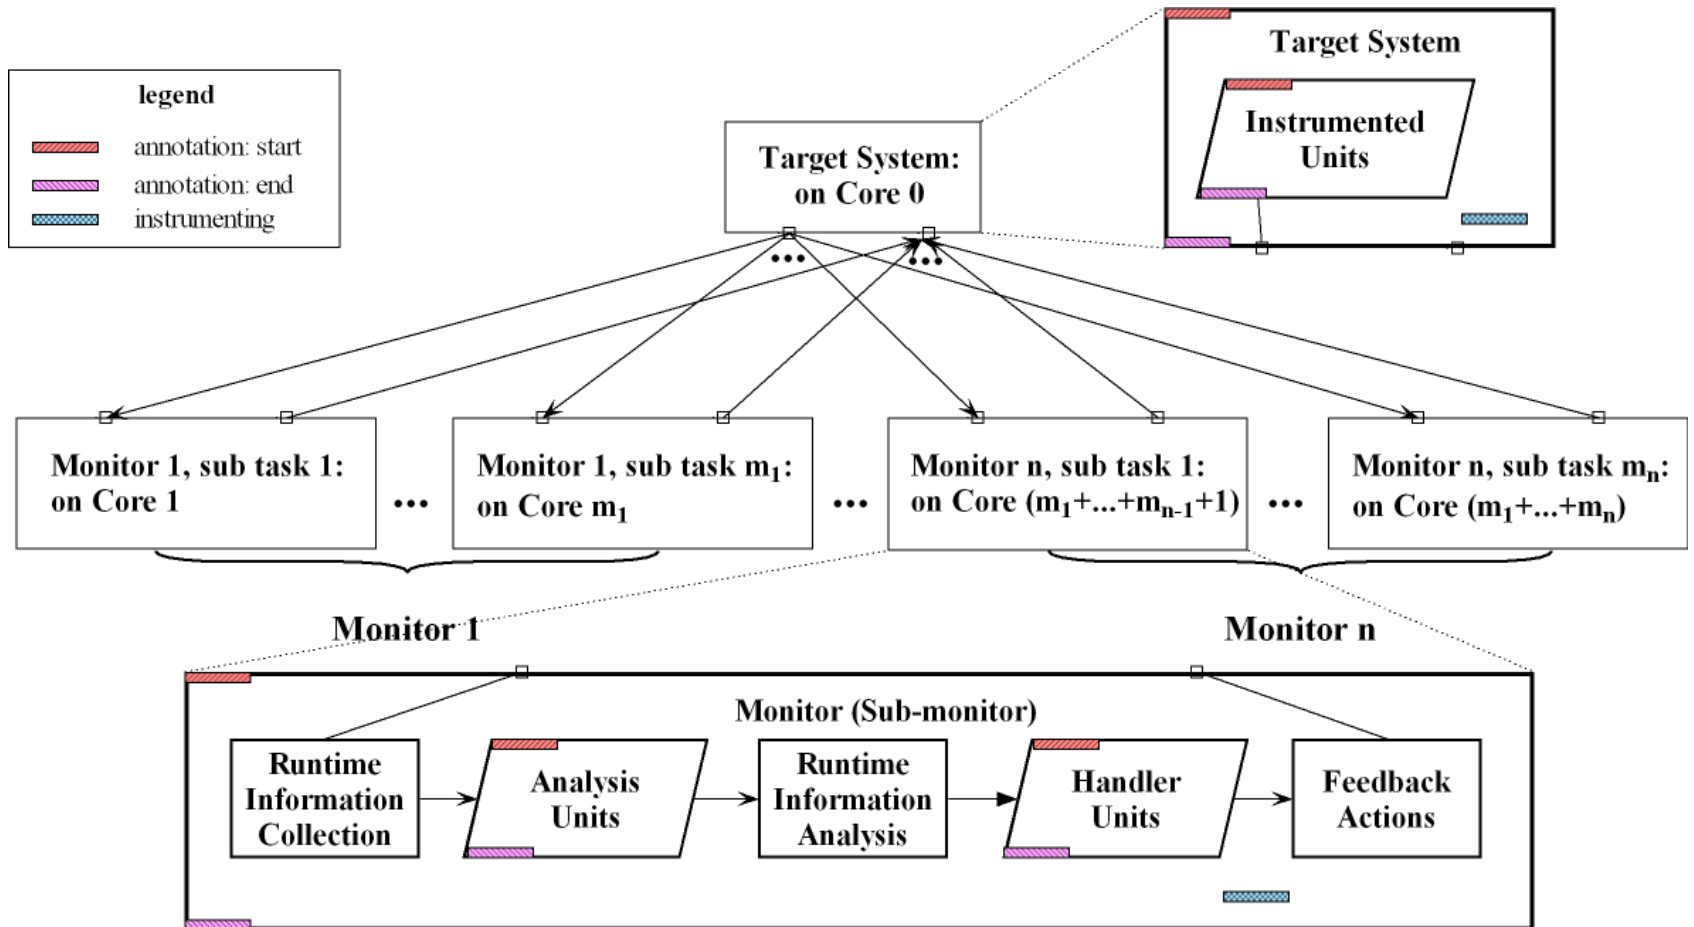 legend
annotation: start
annotation: end
instrumenting
Target System
Instrumented
Units
Target System:
on Core 0
•••
•••
Monitor 1, sub task 1:
on Core 1
•••
Monitor 1, sub task m₁:
on Core m₁
•••
Monitor n, sub task 1:
on Core (m₁+...+mₙ₋₁+1)
•••
Monitor n, sub task mₙ:
on Core (m₁+...+mₙ)
Monitor 1
Monitor n
Monitor (Sub-monitor)
Runtime
Information
Collection
Analysis
Units
Runtime
Information
Analysis
Handler
Units
Feedback
Actions